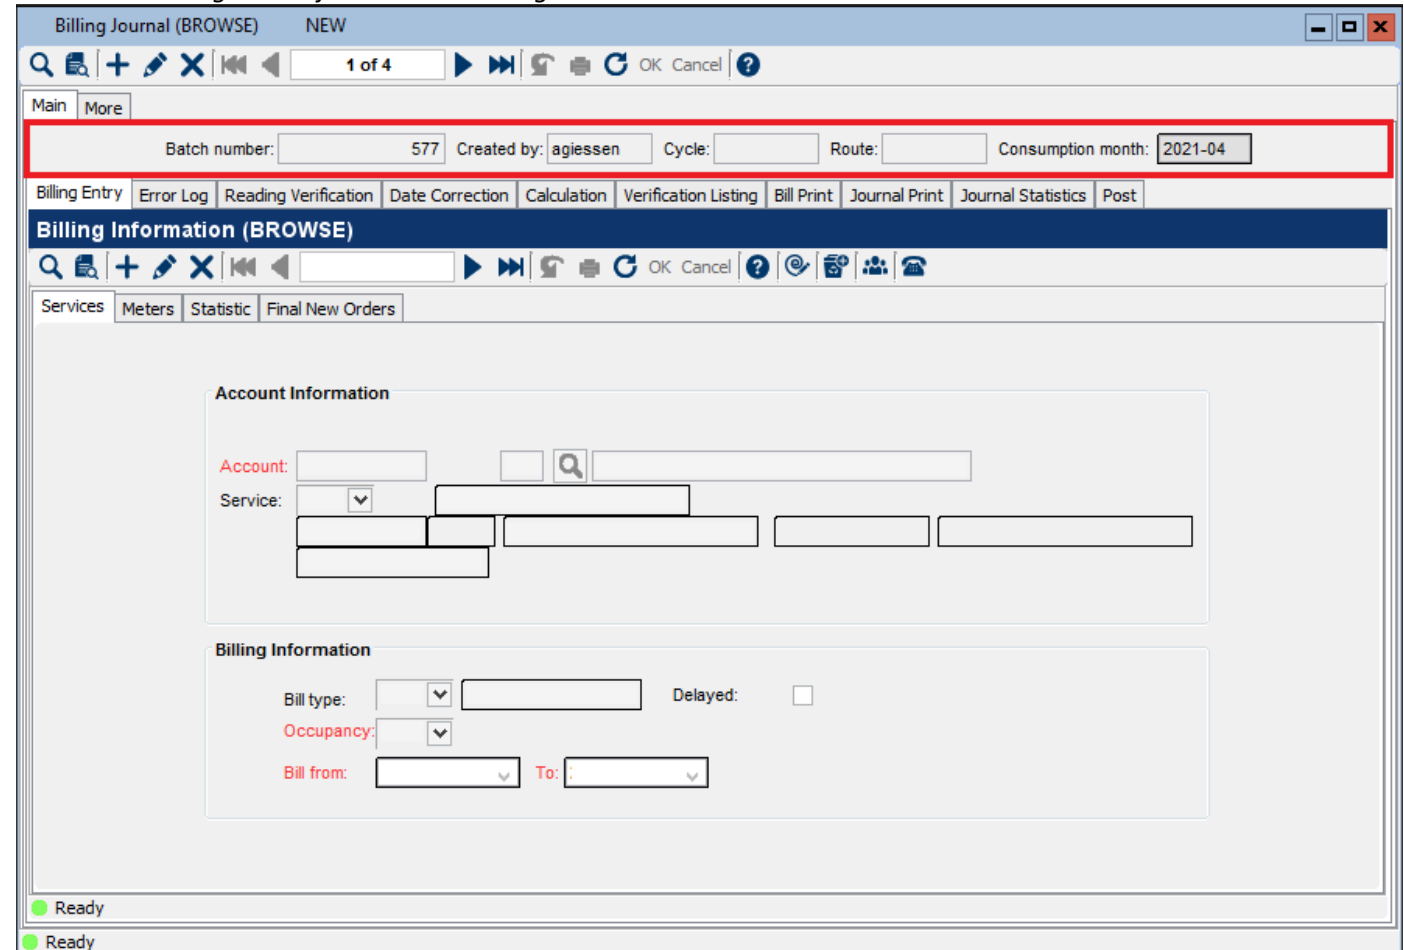 Billing Journal (BROWSE) NEW
1 of 4 OK Cancel ?
Main More
Batch number: 577 Created by: agiessen Cycle: Route: Consumption month: 2021-04
Billing Entry Error Log Reading Verification Date Correction Calculation Verification Listing Bill Print Journal Print Journal Statistics Post
Billing Information (BROWSE)
OK Cancel ?
Services Meters Statistic Final New Orders
Account Information
Account:
Service:
Billing Information
Bill type: Delayed:
Occupancy:
Bill from: To: :
Ready
Ready